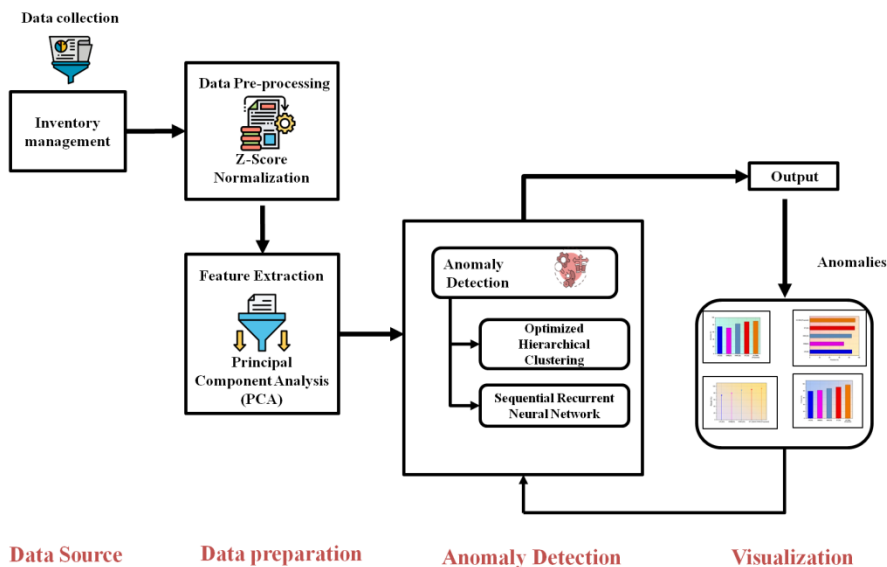 Data collection
Inventory
management
Data Pre-processing
Z-Score
Normalization
Feature Extraction
Principal
Component Analysis
(PCA)
Anomaly
Detection
Optimized
Hierarchical
Clustering
Sequential Recurrent
Neural Network
Output
Anomalies
Data Source
Data preparation
Anomaly Detection
Visualization